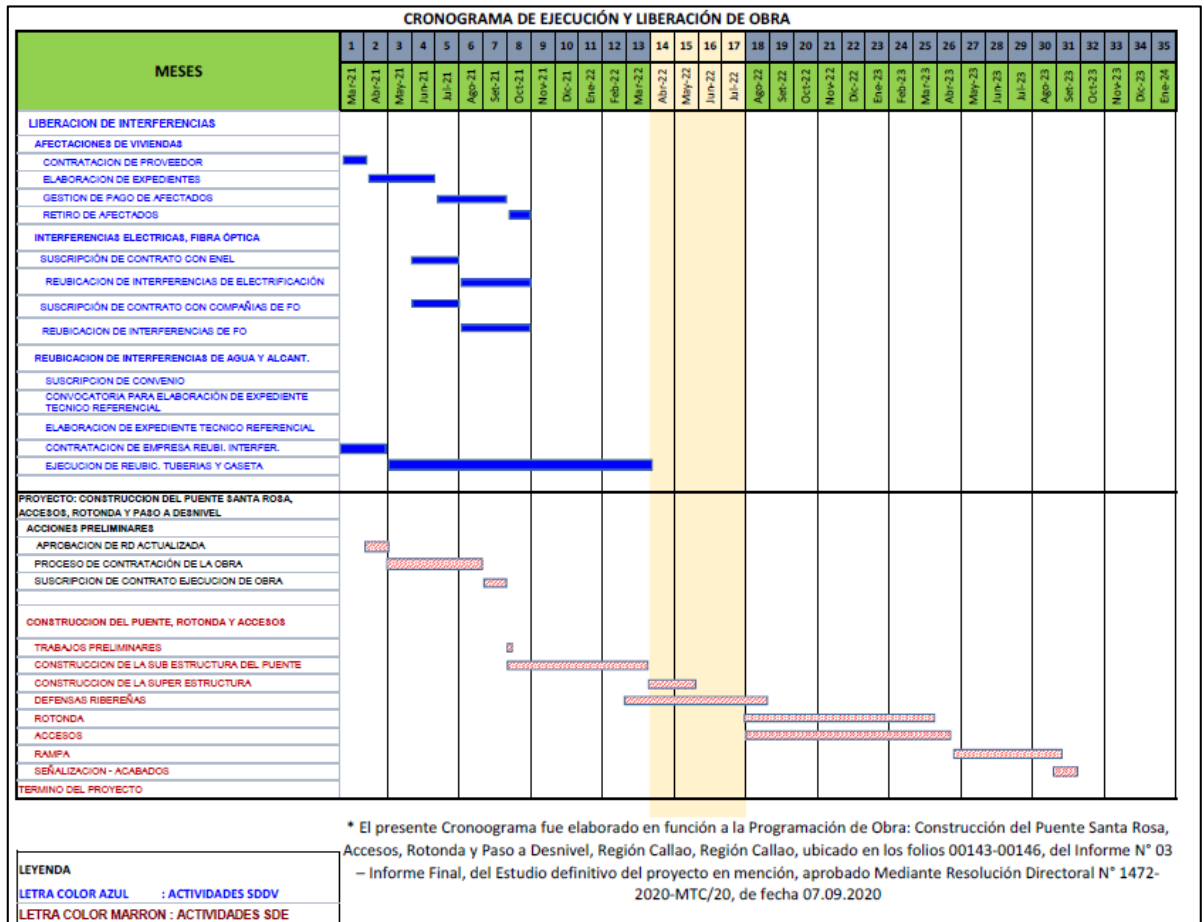 CRONOGRAMA DE EJECUCIÓN Y LIBERACIÓN DE OBRA
MESES
1 2 3 4 5 6 7 8 9 10 11 12 13 14 15 16 17 18 19 20 21 22 23 24 25 26 27 28 29 30 31 32 33 34 35
Mar-21 Abr-21 May-21 Jun-21 Jul-21 Ago-21 Set-21 Oct-21 Nov-21 Dic-21 Ene-22 Feb-22 Mar-22 Abr-22 May-22 Jun-22 Jul-22 Ago-22 Set-22 Oct-22 Nov-22 Dic-22 Ene-23 Feb-23 Mar-23 Abr-23 May-23 Jun-23 Jul-23 Ago-23 Set-23 Oct-23 Nov-23 Dic-23 Ene-24
LIBERACION DE INTERFERENCIAS
AFECTACIONES DE VIVIENDAS
CONTRATACION DE PROVEEDOR
ELABORACION DE EXPEDIENTES
GESTION DE PAGO DE AFECTADOS
RETIRO DE AFECTADOS
INTERFERENCIAS ELECTRICAS, FIBRA ÓPTICA
SUSCRIPCIÓN DE CONTRATO CON ENEL
REUBICACION DE INTERFERENCIAS DE ELECTRIFICACIÓN
SUSCRIPCIÓN DE CONTRATO CON COMPAÑIAS DE FO
REUBICACION DE INTERFERENCIAS DE FO
REUBICACION DE INTERFERENCIAS DE AGUA Y ALCANT.
SUSCRIPCION DE CONVENIO
CONVOCATORIA PARA ELABORACIÓN DE EXPEDIENTE
TECNICO REFERENCIAL
ELABORACION DE EXPEDIENTE TECNICO REFERENCIAL
CONTRATACION DE EMPRESA REUBI. INTERFER.
EJECUCION DE REUBIC. TUBERIAS Y CASETA
PROYECTO: CONSTRUCCION DEL PUENTE SANTA ROSA,
ACCESOS, ROTONDA Y PASO A DESNIVEL
ACCIONES PRELIMINARES
APROBACION DE RD ACTUALIZADA
PROCESO DE CONTRATACIÓN DE LA OBRA
SUSCRIPCION DE CONTRATO EJECUCION DE OBRA
CONSTRUCCION DEL PUENTE, ROTONDA Y ACCESOS
TRABAJOS PRELIMINARES
CONSTRUCCION DE LA SUB ESTRUCTURA DEL PUENTE
CONSTRUCCION DE LA SUPER ESTRUCTURA
DEFENSAS RIBEREÑAS
ROTONDA
ACCESOS
RAMPA
SEÑALIZACION - ACABADOS
TERMINO DEL PROYECTO
* El presente Cronoograma fue elaborado en función a la Programación de Obra: Construcción del Puente Santa Rosa,
Accesos, Rotonda y Paso a Desnivel, Región Callao, Región Callao, ubicado en los folios 00143-00146, del Informe N° 03
– Informe Final, del Estudio definitivo del proyecto en mención, aprobado Mediante Resolución Directoral N° 1472-
2020-MTC/20, de fecha 07.09.2020
LEYENDA
LETRA COLOR AZUL : ACTIVIDADES SDDV
LETRA COLOR MARRON : ACTIVIDADES SDE